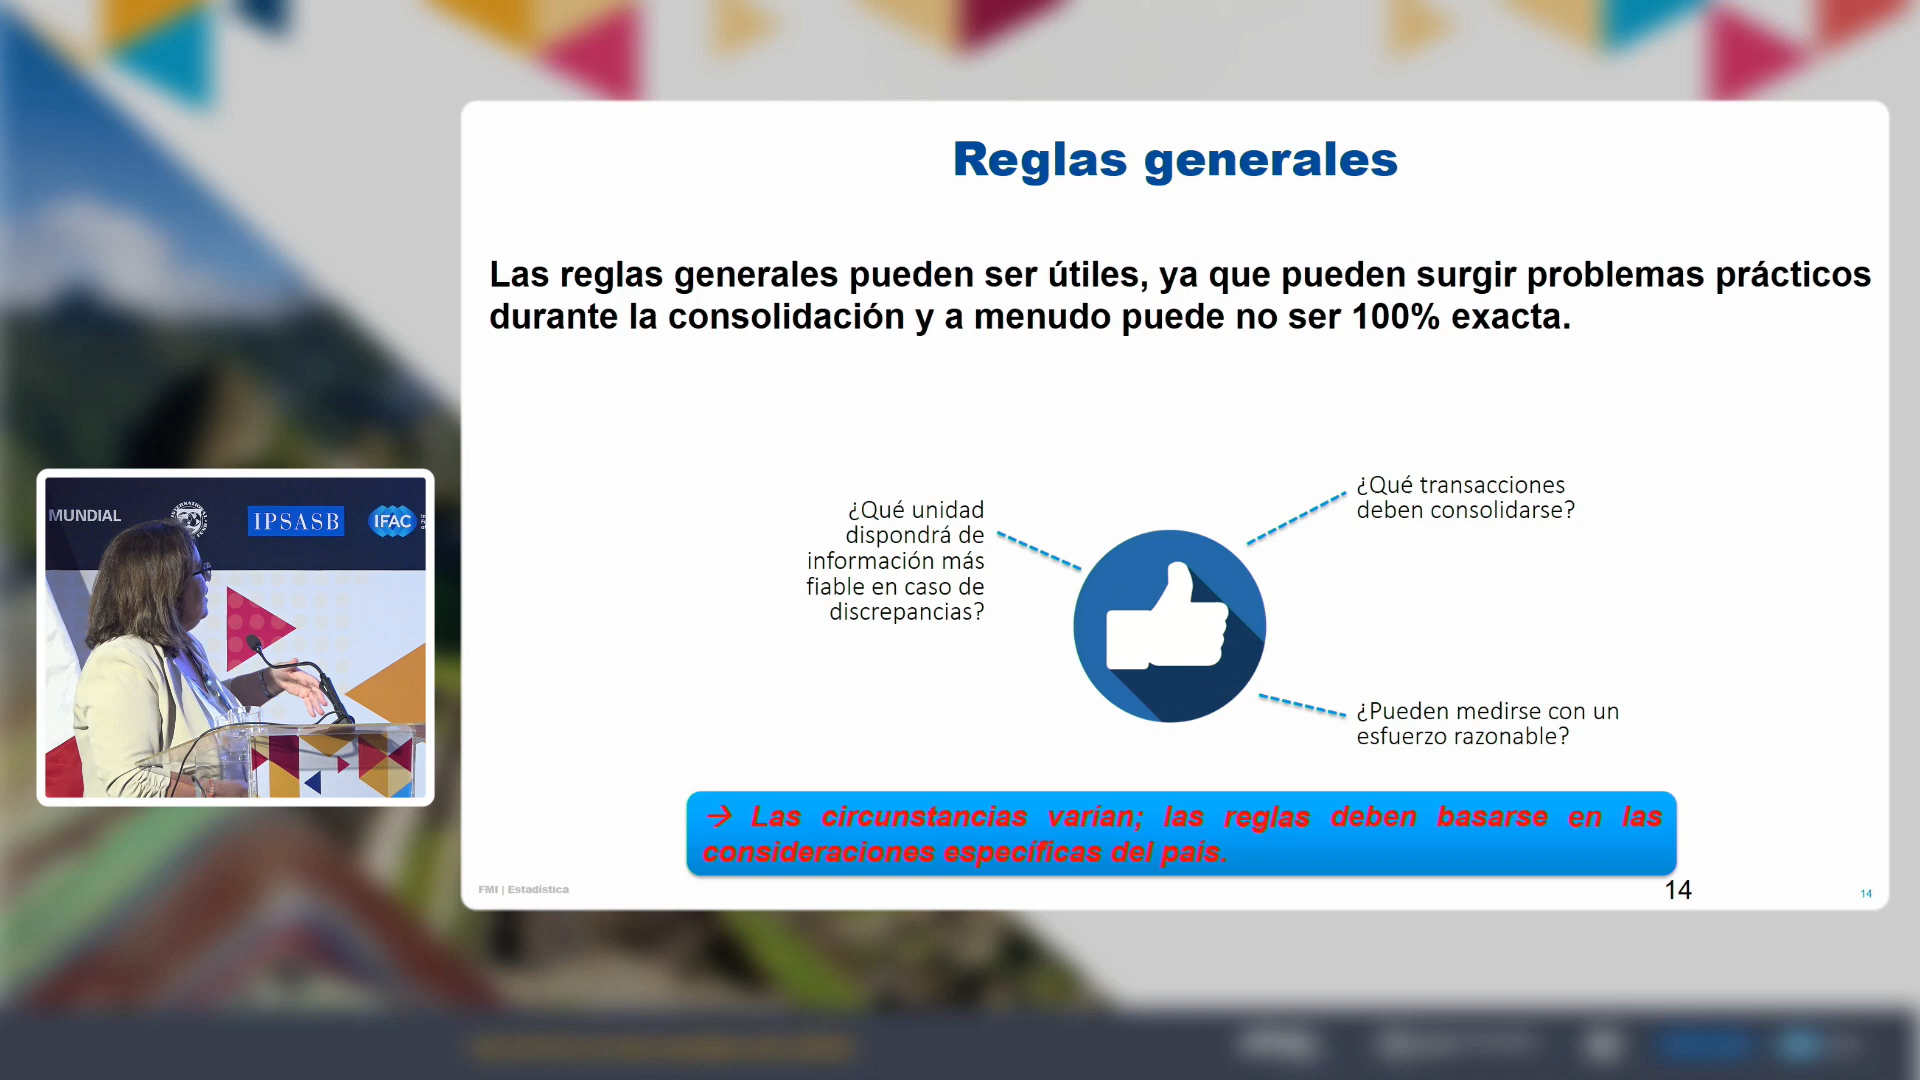 Reglas generales
Las reglas generales pueden ser útiles, ya que pueden surgir problemas prácticos
durante la consolidación y a menudo puede no ser 100% exacta.
¿Qué unidad
dispondrá de
información más
fiable en caso de
discrepancias?
¿Qué transacciones
deben consolidarse?
¿Pueden medirse con un
esfuerzo razonable?
→ Las circunstancias varían; las reglas deben basarse en las
consideraciones específicas del país.
FMI | Estadística
14
14
MUNDIAL
IPSASB
IFAC